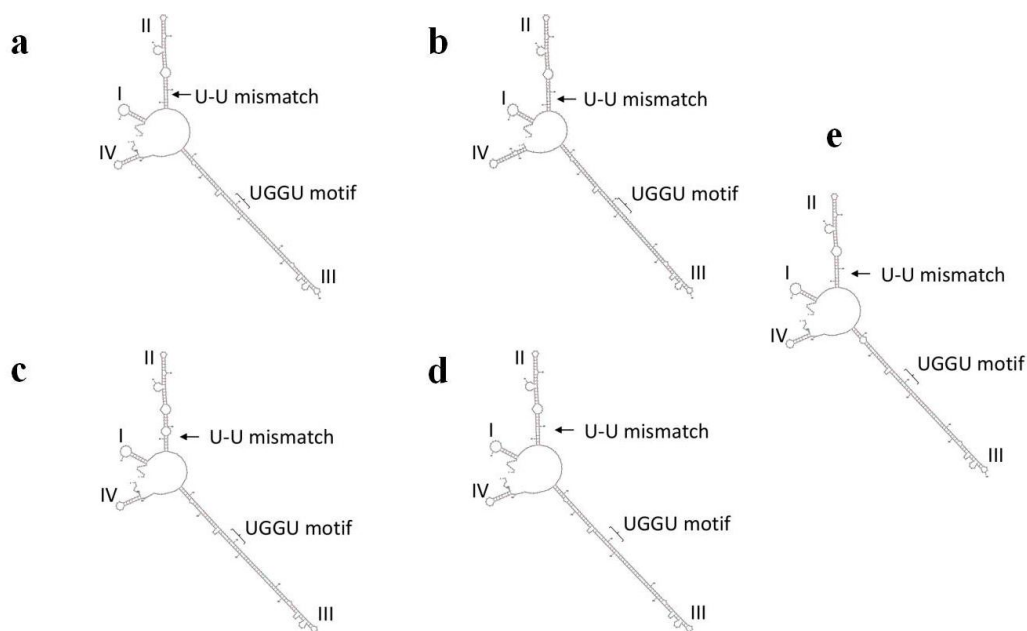 a
II
I
U-U mismatch
IV
UGGU motif
III
b
II
I
U-U mismatch
IV
UGGU motif
III
c
II
I
U-U mismatch
IV
UGGU motif
III
d
II
I
U-U mismatch
IV
UGGU motif
III
e
II
I
U-U mismatch
IV
UGGU motif
III